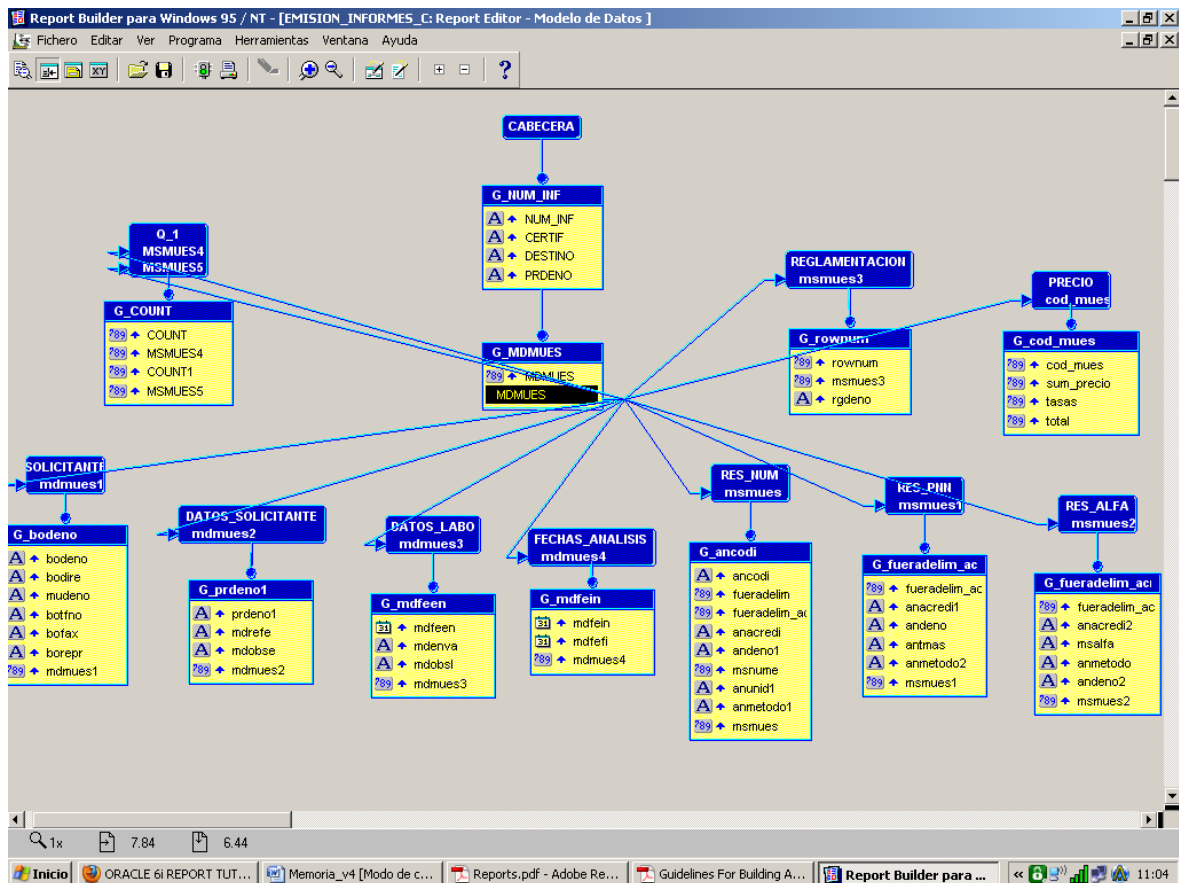 Report Builder para Windows 95 / NT - [EMISION_INFORMES_C: Report Editor - Modelo de Datos ]
Fichero Editar Ver Programa Herramientas Ventana Ayuda
CABECERA
G_NUM_INF
NUM_INF
CERTIF
DESTINO
PRDENO
Q_1
MSMUES4
MSMUES5
G_COUNT
COUNT
MSMUES4
COUNT1
MSMUES5
G_MDMUES
MDMUES
MDMUES
REGLAMENTACION
msmues3
G_rownum
rownum
msmues3
rgdeno
PRECIO
cod_mues
G_cod_mues
cod_mues
sum_precio
tasas
total
SOLICITANTE
mdmues1
G_bodeno
bodeno
bodire
mudeno
botfno
bofax
borepr
mdmues1
DATOS_SOLICITANTE
mdmues2
G_prdeno1
prdeno1
mdrefe
mdobse
mdmues2
DATOS_LABO
mdmues3
G_mdfeen
mdfeen
mdenva
mdobsl
mdmues3
FECHAS_ANALISIS
mdmues4
G_mdfein
mdfein
mdfefi
mdmues4
RES_NUM
msmues
G_ancodi
ancodi
fueradelim
fueradelim_ac
anacredi
andeno1
msnume
anunid1
anmetodo1
msmues
RES_PNN
msmues1
G_fueradelim_ac
fueradelim_ac
anacredi1
andeno
antmas
anmetodo2
msmues1
RES_ALFA
msmues2
G_fueradelim_aci
fueradelim_ac
anacredi2
msalfa
anmetodo
andeno2
msmues2
1x 7.84 6.44
Inicio ORACLE 6i REPORT TUT... Memoria_v4 [Modo de c... Reports.pdf - Adobe Re... Guidelines For Building A... Report Builder para ... 11:04